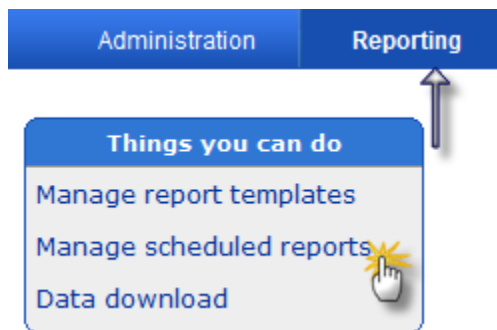 Administration Reporting
Things you can do
Manage report templates
Manage scheduled reports
Data download